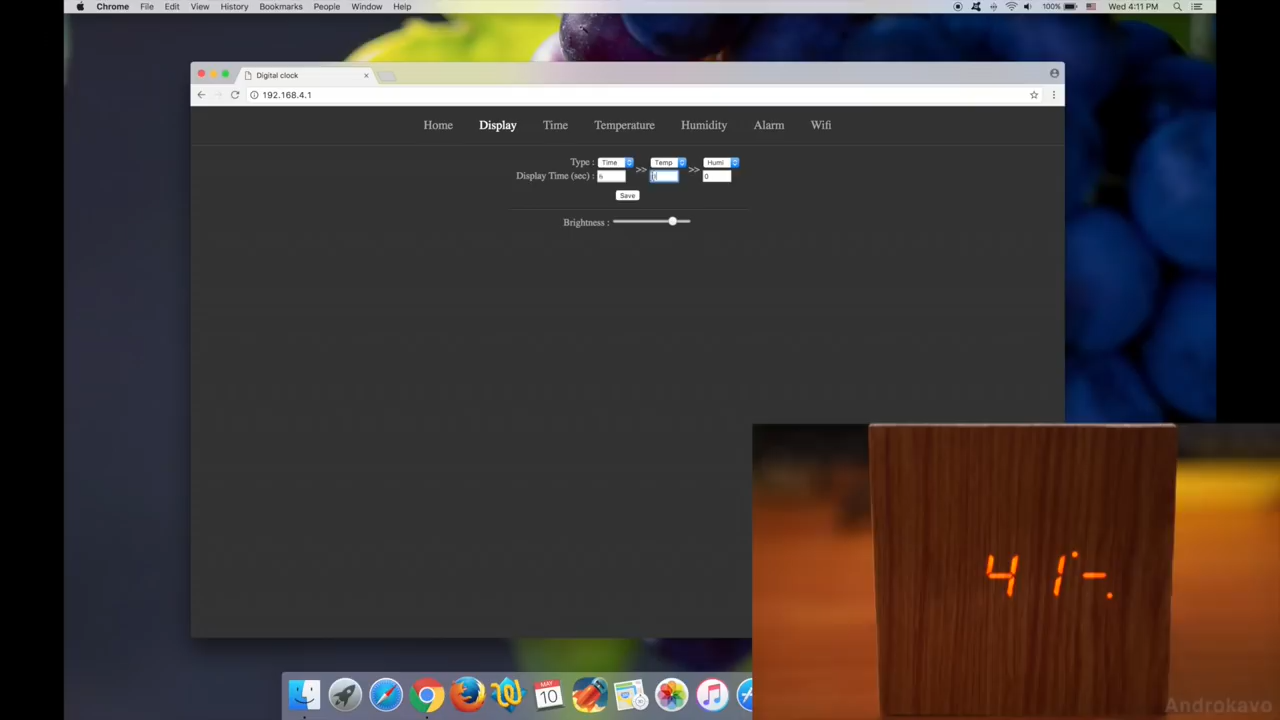 Chrome File Edit View History Bookmarks People Window Help 100% Wed 4:11 PM
Digital clock
192.168.4.1
Home Display Time Temperature Humidity Alarm Wifi
Type : Time >> Temp >> Humi
Display Time (sec) : 0
Save
Brightness :
MAY
10
41°-.
Androkavo